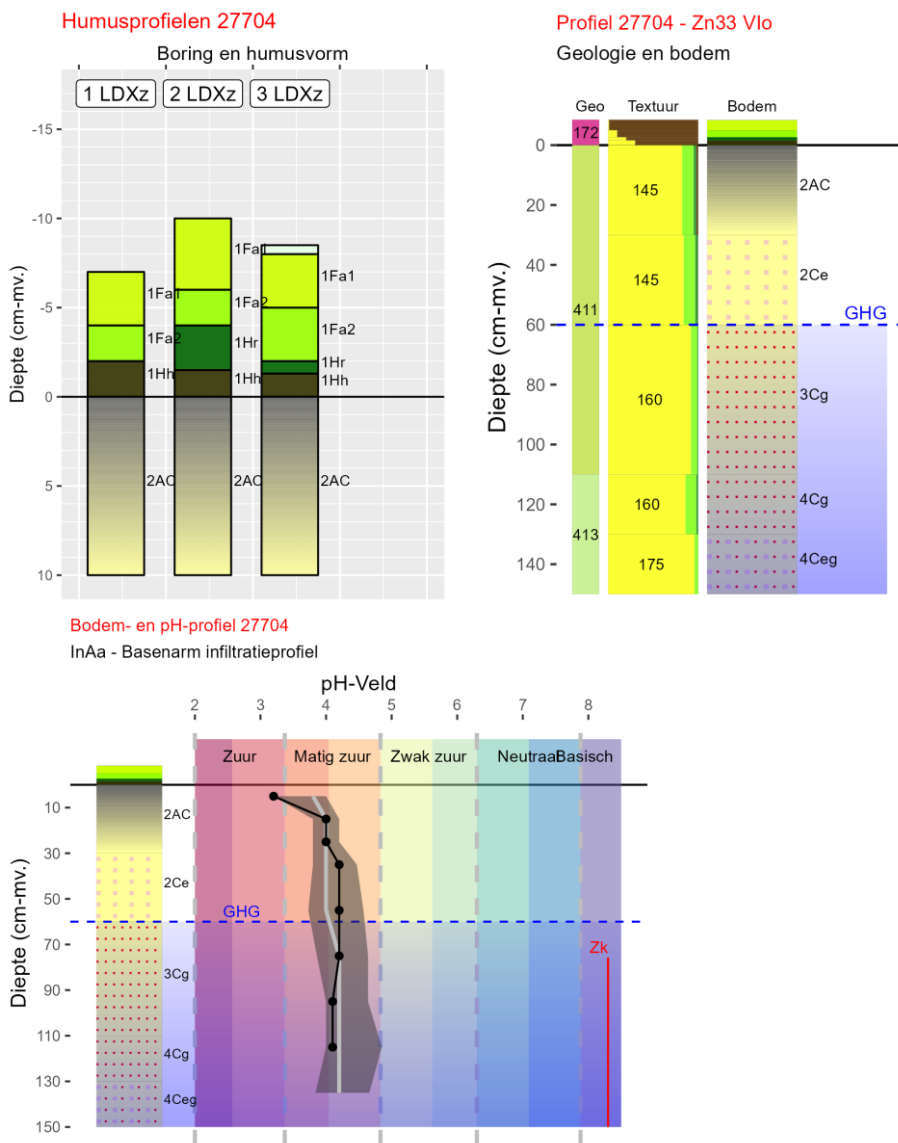 Humusprofielen 27704
Boring en humusvorm
1 LDXz
2 LDXz
3 LDXz
Diepte (cm-mv.)
-15
-10
-5
0
5
10
1Fa1
1Fa2
1Hh
2AC
1Fa1
1Fa2
1Hr
1Hh
2AC
1Fa1
1Fa2
1Hr
1Hh
2AC
Profiel 27704 - Zn33 VIo
Geologie en bodem
Geo
Textuur
Bodem
Diepte (cm-mv.)
0
20
40
60
80
100
120
140
172
411
413
145
145
160
160
175
2AC
2Ce
GHG
3Cg
4Cg
4Ceg
Bodem- en pH-profiel 27704
InAa - Basenarm infiltratieprofiel
pH-Veld
2
3
4
5
6
7
8
Zuur
Matig zuur
Zwak zuur
Neutraal
Basisch
Diepte (cm-mv.)
10
30
50
70
90
110
130
150
2AC
2Ce
GHG
3Cg
4Cg
4Ceg
Zk